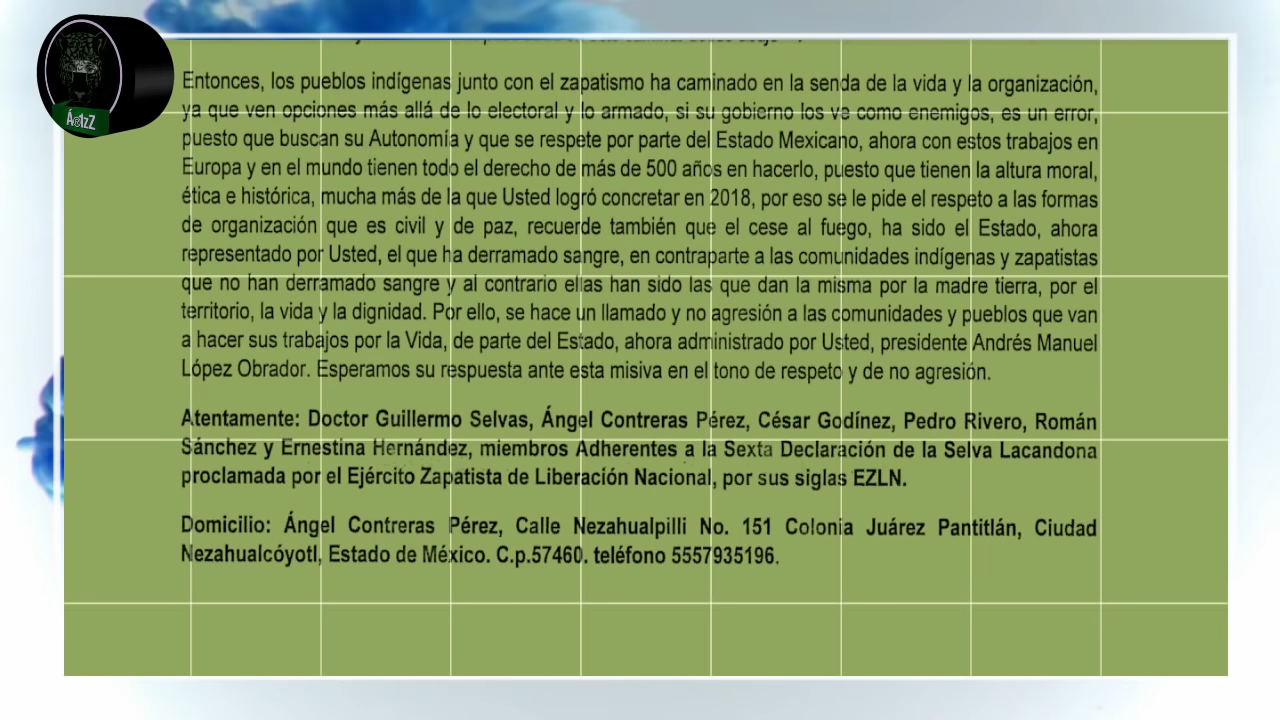 Entonces, los pueblos indígenas junto con el zapatismo ha caminado en la senda de la vida y la organización,
ya que ven opciones más allá de lo electoral y lo armado, si su gobierno los ve como enemigos, es un error,
puesto que buscan su Autonomía y que se respete por parte del Estado Mexicano, ahora con estos trabajos en
Europa y en el mundo tienen todo el derecho de más de 500 años en hacerlo, puesto que tienen la altura moral,
ética e histórica, mucha más de la que Usted logró concretar en 2018, por eso se le pide el respeto a las formas
de organización que es civil y de paz, recuerde también que el cese al fuego, ha sido el Estado, ahora
representado por Usted, el que ha derramado sangre, en contraparte a las comunidades indígenas y zapatistas
que no han derramado sangre y al contrario ellas han sido las que dan la misma por la madre tierra, por el
territorio, la vida y la dignidad. Por ello, se hace un llamado y no agresión a las comunidades y pueblos que van
a hacer sus trabajos por la Vida, de parte del Estado, ahora administrado por Usted, presidente Andrés Manuel
López Obrador. Esperamos su respuesta ante esta misiva en el tono de respeto y de no agresión.
Atentamente: Doctor Guillermo Selvas, Ángel Contreras Pérez, César Godínez, Pedro Rivero, Román
Sánchez y Ernestina Hernández, miembros Adherentes a la Sexta Declaración de la Selva Lacandona
proclamada por el Ejército Zapatista de Liberación Nacional, por sus siglas EZLN.
Domicilio: Ángel Contreras Pérez, Calle Nezahualpilli No. 151 Colonia Juárez Pantitlán, Ciudad
Nezahualcóyotl, Estado de México. C.p.57460. teléfono 5557935196.